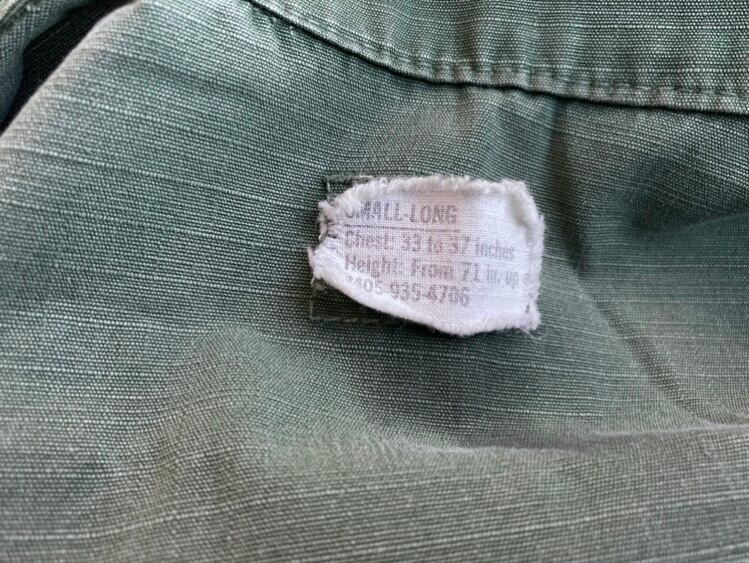 SMALL-LONG
Chest: 33 to 37 inches
Height: From 71 in. up
8405-935-4706